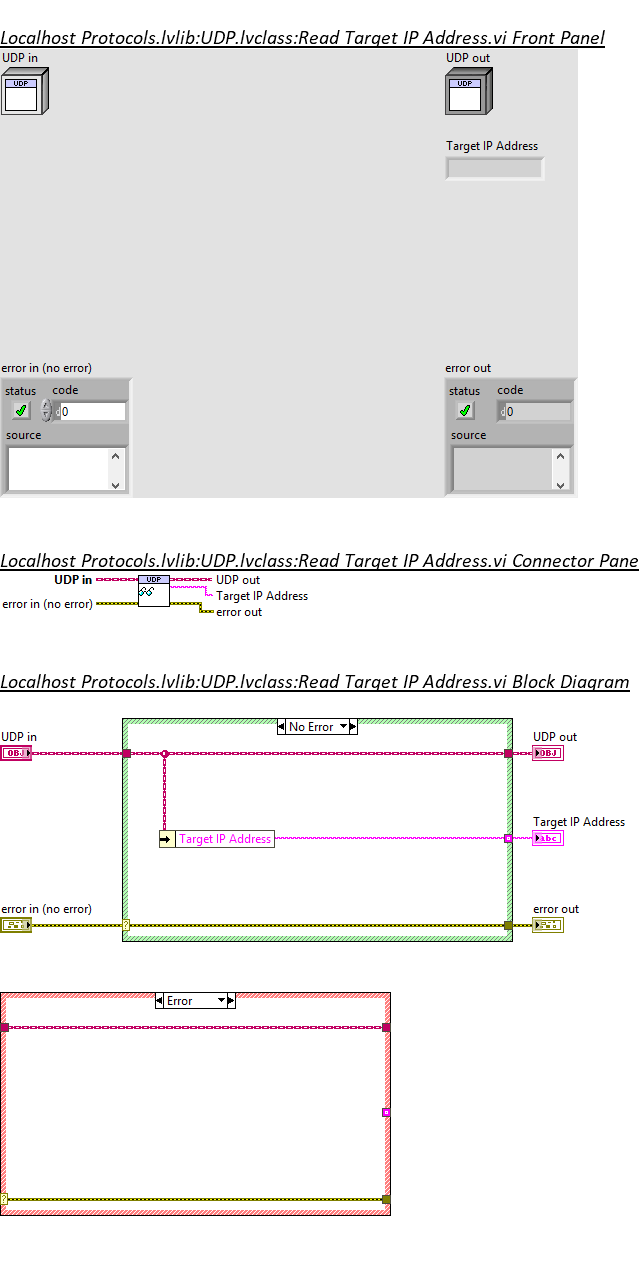 Localhost Protocols.lvlib:UDP.lvclass:Read Target IP Address.vi Front Panel
UDP in
UDP out
UDP
UDP
Target IP Address
error in (no error)
error out
status
code
status
code
d
0
d
0
source
source
Localhost Protocols.lvlib:UDP.lvclass:Read Target IP Address.vi Connector Pane
UDP in
UDP
UDP out
Target IP Address
error in (no error)
error out
Localhost Protocols.lvlib:UDP.lvclass:Read Target IP Address.vi Block Diagram
No Error
UDP in
UDP out
OBJ
OBJ
Target IP Address
Target IP Address
abc
error in (no error)
error out
?
Error
?